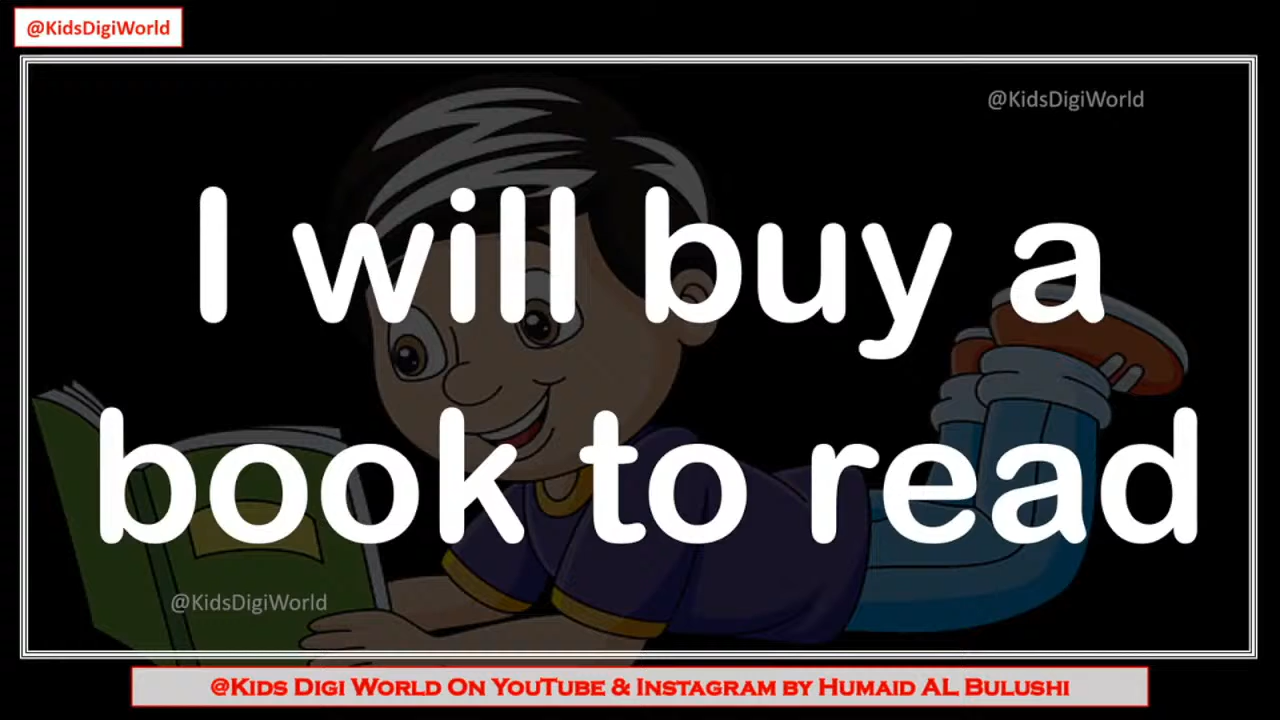 @KidsDigiWorld
@KidsDigiWorld
I will buy a
book to read
@KidsDigiWorld
@Kids Digi World On YouTube & Instagram by Humaid AL Bulushi